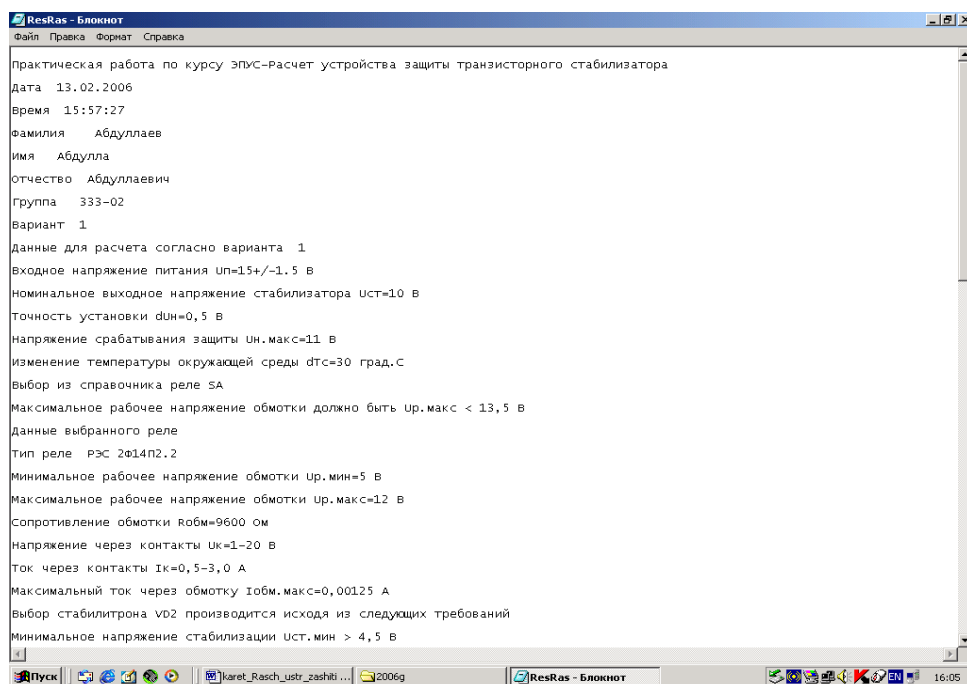 ResRas - Блокнот
Файл Правка Формат Справка
Практическая работа по курсу ЭПУС-Расчет устройства защиты транзисторного стабилизатора
Дата 13.02.2006
Время 15:57:27
Фамилия Абдуллаев
Имя Абдулла
Отчество Абдуллаевич
Группа 333-02
Вариант 1
Данные для расчета согласно варианта 1
Входное напряжение питания Uп=15+/-1.5 В
Номинальное выходное напряжение стабилизатора Uст=10 В
Точность установки dUн=0,5 В
Напряжение срабатывания защиты Uн.макс=11 В
Изменение температуры окружающей среды dТс=30 град.С
Выбор из справочника реле SA
Максимальное рабочее напряжение обмотки должно быть Uр.макс < 13,5 В
Данные выбранного реле
Тип реле РЭС 2Ф14П2.2
Минимальное рабочее напряжение обмотки Uр.мин=5 В
Максимальное рабочее напряжение обмотки Uр.макс=12 В
Сопротивление обмотки Rобм=9600 Ом
Напряжение через контакты Uк=1-20 В
Ток через контакты Iк=0,5-3,0 А
Максимальный ток через обмотку Iобм.макс=0,00125 А
Выбор стабилитрона VD2 производится исходя из следующих требований
Минимальное напряжение стабилизации Uст.мин > 4,5 В
Пуск karet_Rasch_ustr_zashiti ... 2006g ResRas - Блокнот EN 16:05